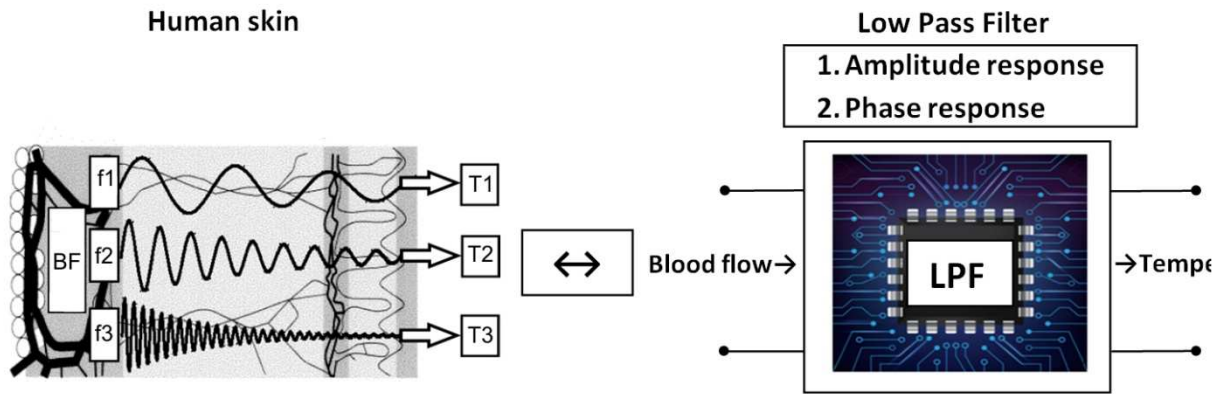 Human skin
Low Pass Filter
1. Amplitude response
2. Phase response
f1
T1
BF
f2
T2
↔
Blood flow→
LPF
→Tempe
f3
T3